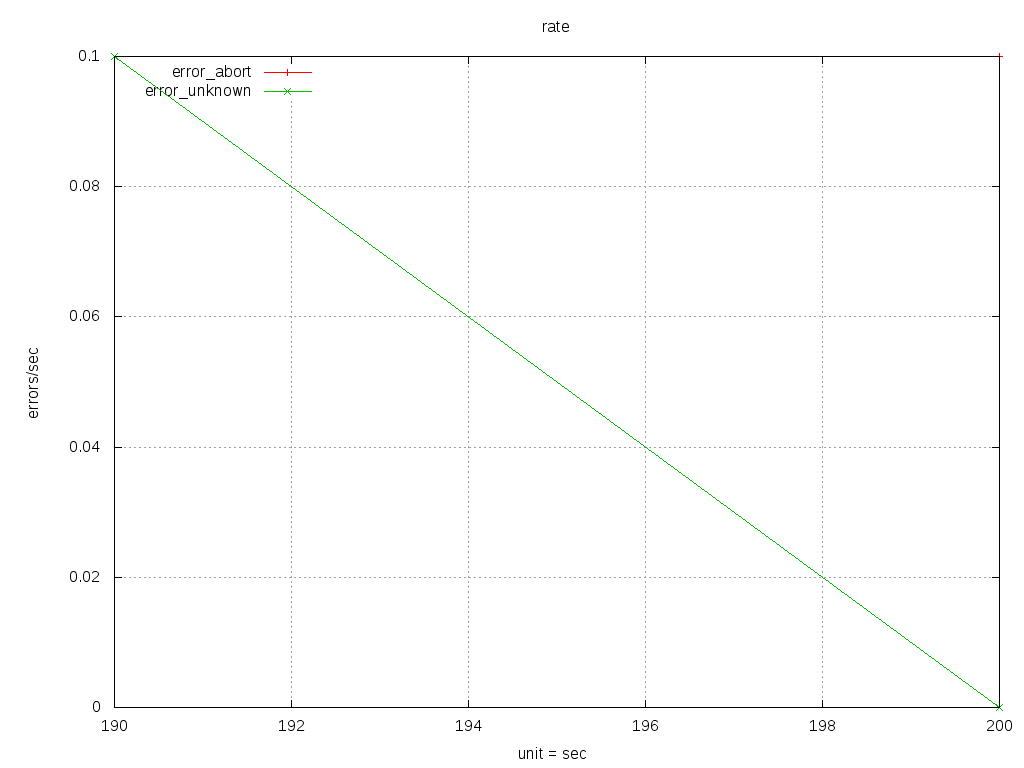 rate
error_abort
error_unknown
0.1
0.08
0.06
0.04
0.02
0
errors/sec
190 192 194 196 198 200
unit = sec